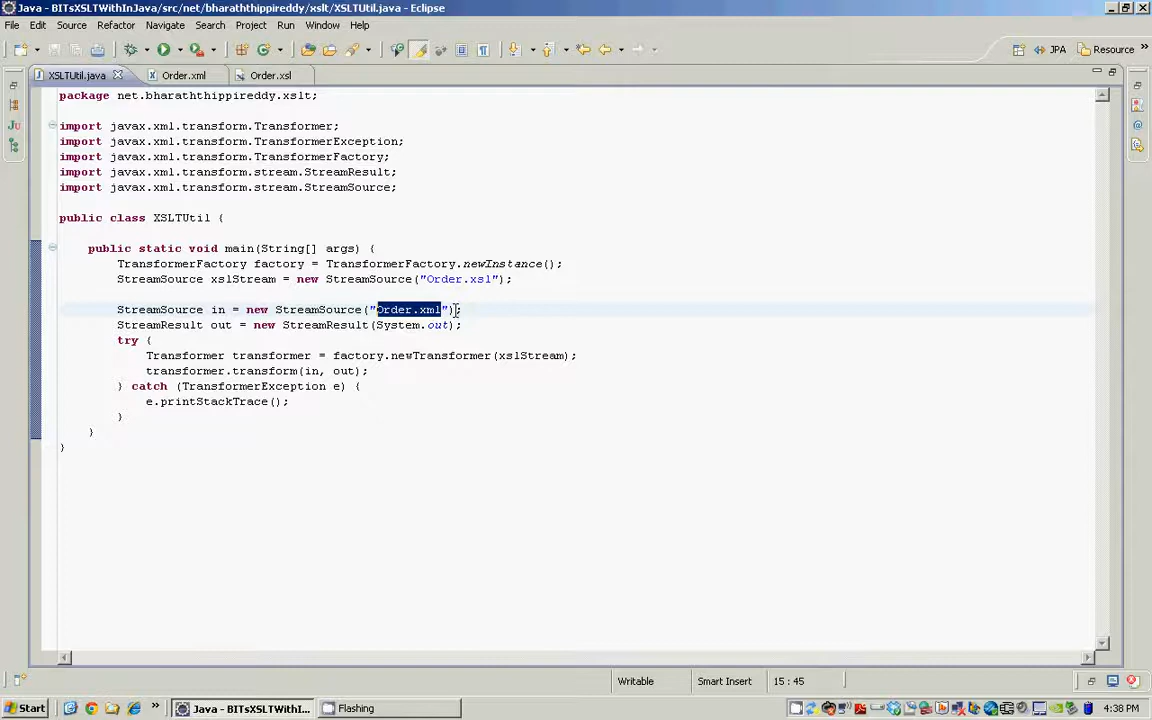 Java - BITsXSLTWithInJava/src/net/bharaththippireddy/xslt/XSLTUtil.java - Eclipse
File Edit Source Refactor Navigate Search Project Run Window Help
JPA Resource »
XSLTUtil.java Order.xml Order.xsl
package net.bharaththippireddy.xslt;
import javax.xml.transform.Transformer;
import javax.xml.transform.TransformerException;
import javax.xml.transform.TransformerFactory;
import javax.xml.transform.stream.StreamResult;
import javax.xml.transform.stream.StreamSource;
public class XSLTUtil {
public static void main(String[] args) {
TransformerFactory factory = TransformerFactory.newInstance();
StreamSource xslStream = new StreamSource("Order.xsl");
StreamSource in = new StreamSource("Order.xml");
StreamResult out = new StreamResult(System.out);
try {
Transformer transformer = factory.newTransformer(xslStream);
transformer.transform(in, out);
} catch (TransformerException e) {
e.printStackTrace();
}
}
}
Writable Smart Insert 15 : 45
Start » Java - BITsXSLTWithI... Flashing 4:38 PM